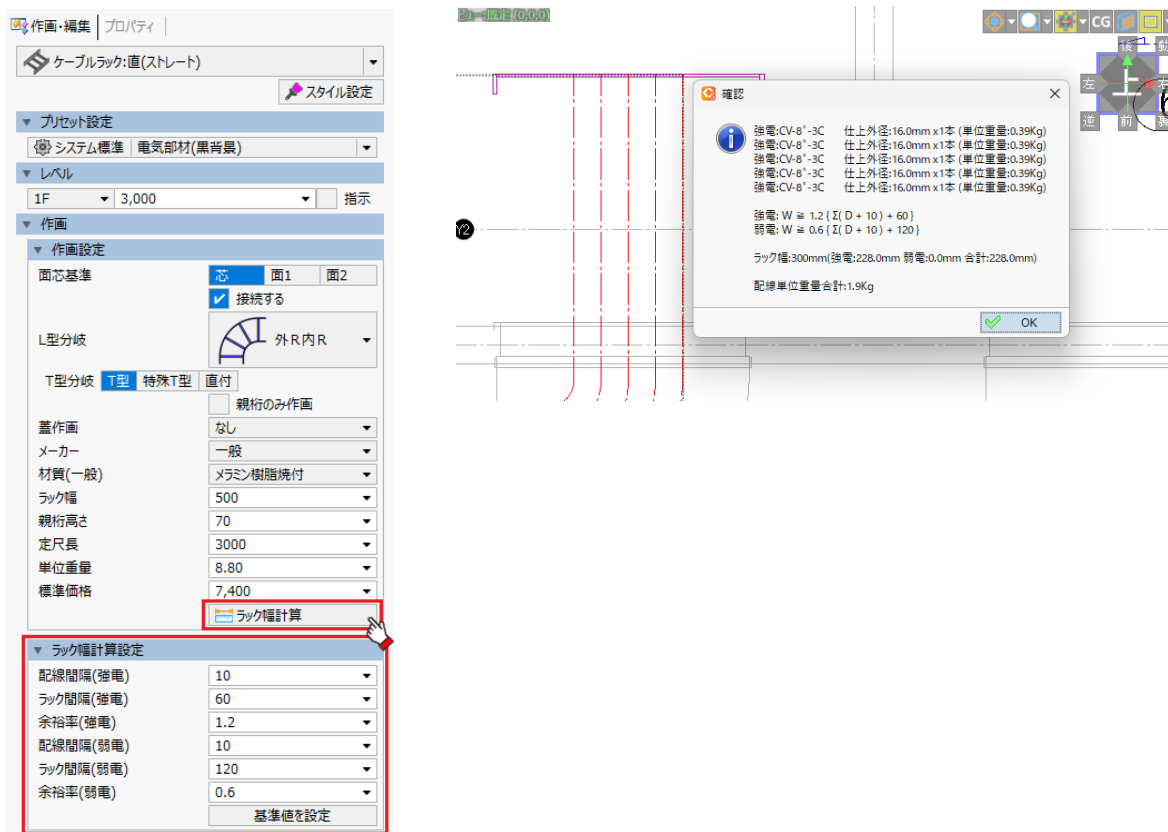 作画・編集 プロパティ
ケーブルラック:直(ストレート)
スタイル設定
プリセット設定
システム標準 電気部材(黒背景)
レベル
1F 3,000 指示
作画
作画設定
面芯基準 芯 面1 面2
接続する
L型分岐 外R内R
T型分岐 T型 特殊T型 直付
親桁のみ作画
蓋作画 なし
メーカー 一般
材質(一般) メラミン樹脂焼付
ラック幅 500
親桁高さ 70
定尺長 3000
単位重量 8.80
標準価格 7,400
ラック幅計算
ラック幅計算設定
配線間隔(強電) 10
ラック間隔(強電) 60
余裕率(強電) 1.2
配線間隔(弱電) 10
ラック間隔(弱電) 120
余裕率(弱電) 0.6
基準値を設定
(0,0,0)
CG
後 動
左 上 右
逆 前
Y2
確認
強電:CV-8°-3C 仕上外径:16.0mm x1本 (単位重量:0.39Kg)
強電:CV-8°-3C 仕上外径:16.0mm x1本 (単位重量:0.39Kg)
強電:CV-8°-3C 仕上外径:16.0mm x1本 (単位重量:0.39Kg)
強電:CV-8°-3C 仕上外径:16.0mm x1本 (単位重量:0.39Kg)
強電:CV-8°-3C 仕上外径:16.0mm x1本 (単位重量:0.39Kg)
強電: W ≧ 1.2 { Σ( D + 10 ) + 60 }
弱電: W ≧ 0.6 { Σ( D + 10 ) + 120 }
ラック幅:300mm(強電:228.0mm 弱電:0.0mm 合計:228.0mm)
配線単位重量合計:1.9Kg
OK